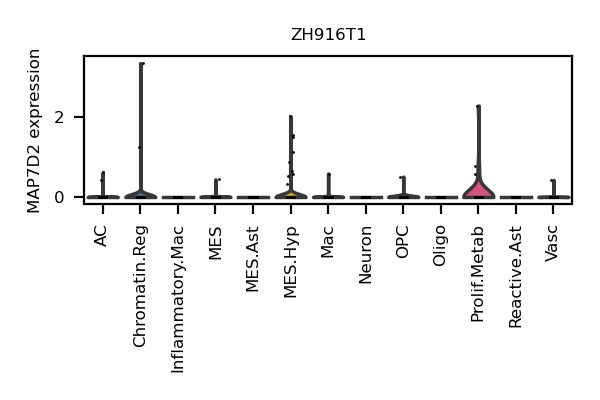 ZH916T1
MAP7D2 expression
2
0
AC
Chromatin.Reg
Inflammatory.Mac
MES
MES.Ast
MES.Hyp
Mac
Neuron
OPC
Oligo
Prolif.Metab
Reactive.Ast
Vasc